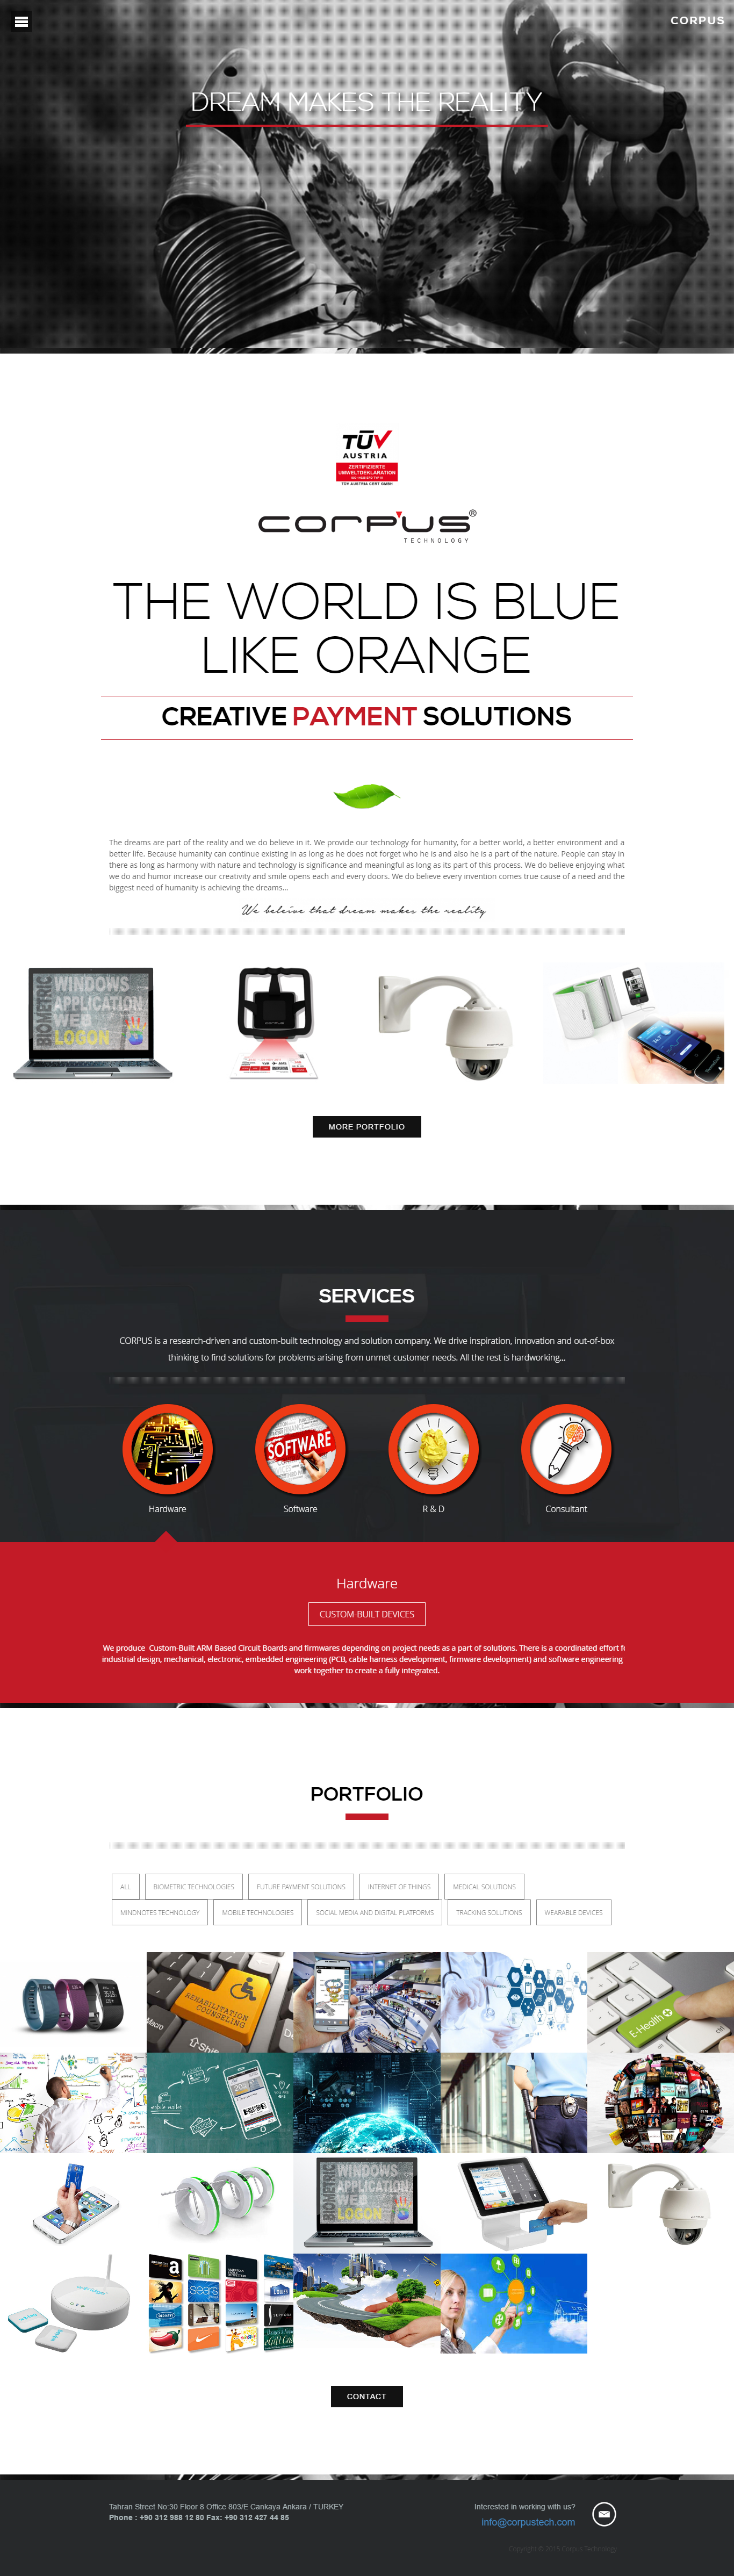 CORPUS
DREAM MAKES THE REALITY
TÜV
AUSTRIA
ZERTIFIZIERTE
UMWELTDEKLARATION
TÜV AUSTRIA CERT GMBH
corpus®
TECHNOLOGY
THE WORLD IS BLUE
LIKE ORANGE
CREATIVE PAYMENT SOLUTIONS
The dreams are part of the reality and we do believe in it. We provide our technology for humanity, for a better world, a better environment and a
better life. Because humanity can continue existing in as long as he does not forget who he is and also he is a part of the nature. People can stay in
there as long as harmony with nature and technology is significance and meaningful as long as its part of this process. We do believe enjoying what
we do and humor increase our creativity and smile opens each and every doors. We do believe every invention comes true cause of a need and the
biggest need of humanity is achieving the dreams...
We beleive that dream makes the reality
BIOMETRIC
WINDOWS
APPLICATION
WEB
LOGON
corpus
corpus
MORE PORTFOLIO
SERVICES
CORPUS is a research-driven and custom-built technology and solution company. We drive inspiration, innovation and out-of-box
thinking to find solutions for problems arising from unmet customer needs. All the rest is hardworking...
SOFTWARE
Hardware
Software
R & D
Consultant
Hardware
CUSTOM-BUILT DEVICES
We produce Custom-Built ARM Based Circuit Boards and firmwares depending on project needs as a part of solutions. There is a coordinated effort f
industrial design, mechanical, electronic, embedded engineering (PCB, cable harness development, firmware development) and software engineering
work together to create a fully integrated.
PORTFOLIO
ALL
BIOMETRIC TECHNOLOGIES
FUTURE PAYMENT SOLUTIONS
INTERNET OF THINGS
MEDICAL SOLUTIONS
MINDNOTES TECHNOLOGY
MOBILE TECHNOLOGIES
SOCIAL MEDIA AND DIGITAL PLATFORMS
TRACKING SOLUTIONS
WEARABLE DEVICES
REHABILITATION
COUNSELING
Shift
E-Health
mobile wallet
BIOMETRIC
WINDOWS
APPLICATION
WEB
LOGON
corpus
sears
SEPHORA
CONTACT
Tahran Street No:30 Floor 8 Office 803/E Cankaya Ankara / TURKEY
Phone : +90 312 988 12 80 Fax: +90 312 427 44 85
Interested in working with us?
info@corpustech.com
Copyright © 2015 Corpus Technology